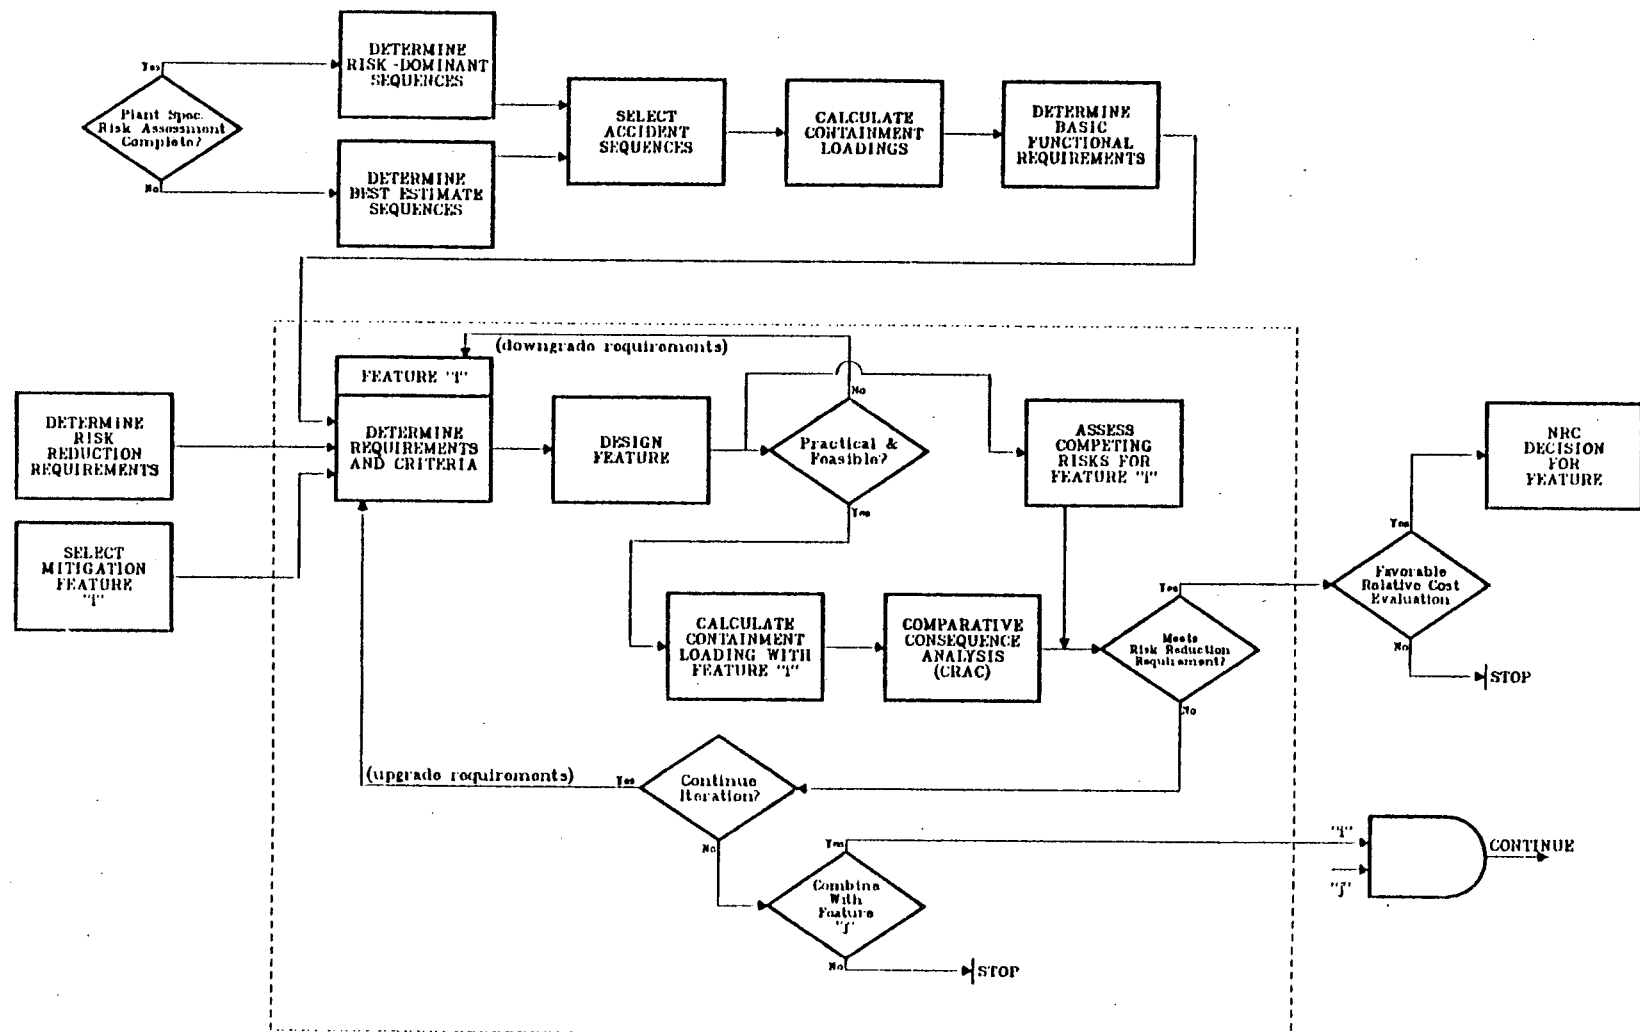 DETERMINE
RISK-DOMINANT
SEQUENCES
Yes
Plant Spec.
Risk Assessment
Complete?
No
DETERMINE
BEST ESTIMATE
SEQUENCES
SELECT
ACCIDENT
SEQUENCES
CALCULATE
CONTAINMENT
LOADINGS
DETERMINE
BASIC
FUNCTIONAL
REQUIREMENTS
(downgrade requirements)
FEATURE "I"
DETERMINE
REQUIREMENTS
AND CRITERIA
DETERMINE
RISK
REDUCTION
REQUIREMENTS
SELECT
MITIGATION
FEATURE
"I"
DESIGN
FEATURE
No
Practical &
Feasible?
Yes
ASSESS
COMPETING
RISKS FOR
FEATURE "I"
NRC
DECISION
FOR
FEATURE
Yes
Favorable
Relative Cost
Evaluation
No
STOP
CALCULATE
CONTAINMENT
LOADING WITH
FEATURE "I"
COMPARATIVE
CONSEQUENCE
ANALYSIS
(CRAC)
Yes
Meets
Risk Reduction
Requirement?
No
(upgrade requirements)
Yes
Continue
Iteration?
No
Yes
Combine
With
Feature
"J"
No
STOP
"I"
"J"
CONTINUE